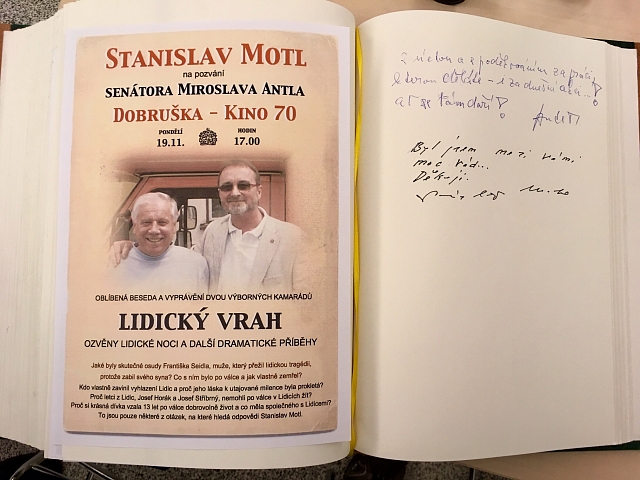 STANISLAV MOTL
na pozvání
SENÁTORA MIROSLAVA ANTLA
DOBRUŠKA – KINO 70
PONDĚLÍ
19.11.
HODIN
17.00
OBLÍBENÁ BESEDA A VYPRÁVĚNÍ DVOU VÝBORNÝCH KAMARÁDŮ
LIDICKÝ VRAH
OZVĚNY LIDICKÉ NOCI A DALŠÍ DRAMATICKÉ PŘÍBĚHY
Jaké byly skutečné osudy Františka Seidla, muže, který přežil lidickou tragédii,
protože zabil svého syna? Co s ním bylo po válce a jak vlastně zemřel?
Kdo vlastně zavinil vyhlazení Lidic a proč jeho láska k utajované milence byla prokletá?
Proč letci z Lidic, Josef Horák a Josef Stříbrný, nemohli po válce v Lidicích žít?
Proč si krásná dívka vzala 13 let po válce dobrovolně život a co měla společného s Lidicemi?
To jsou pouze některé z otázek, na které hledá odpovědi Stanislav Motl.
S úctou a s poděkováním za práci,
kterou děláte – i za dnešní akci...
ať se Vám daří!
Byl jsem mezi vámi
moc rád...
Děkuji.